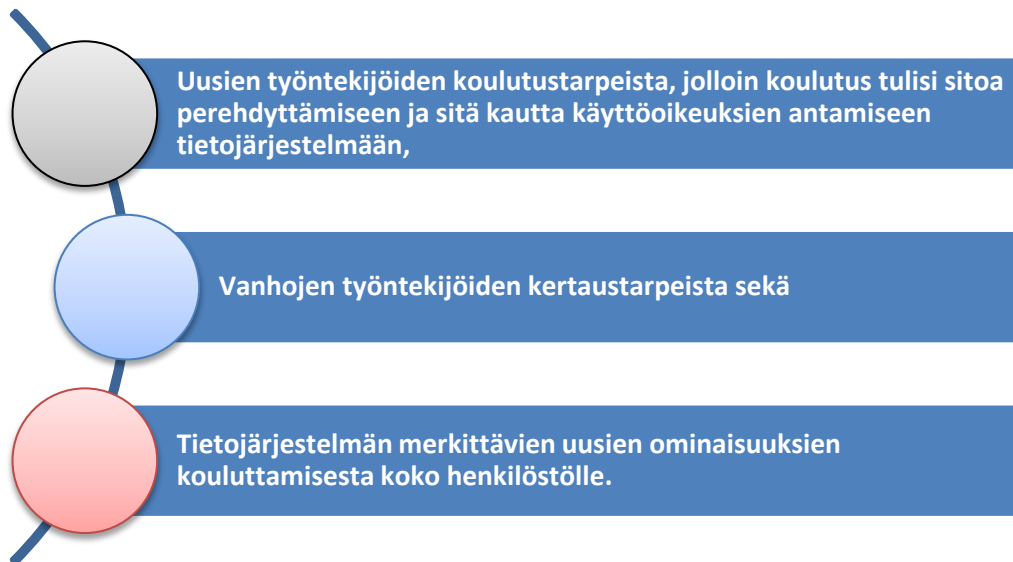 Uusien työntekijöiden koulutustarpeista, jolloin koulutus tulisi sitoa
perehdyttämiseen ja sitä kautta käyttöoikeuksien antamiseen
tietojärjestelmään,
Vanhojen työntekijöiden kertaustarpeista sekä
Tietojärjestelmän merkittävien uusien ominaisuuksien
kouluttamisesta koko henkilöstölle.